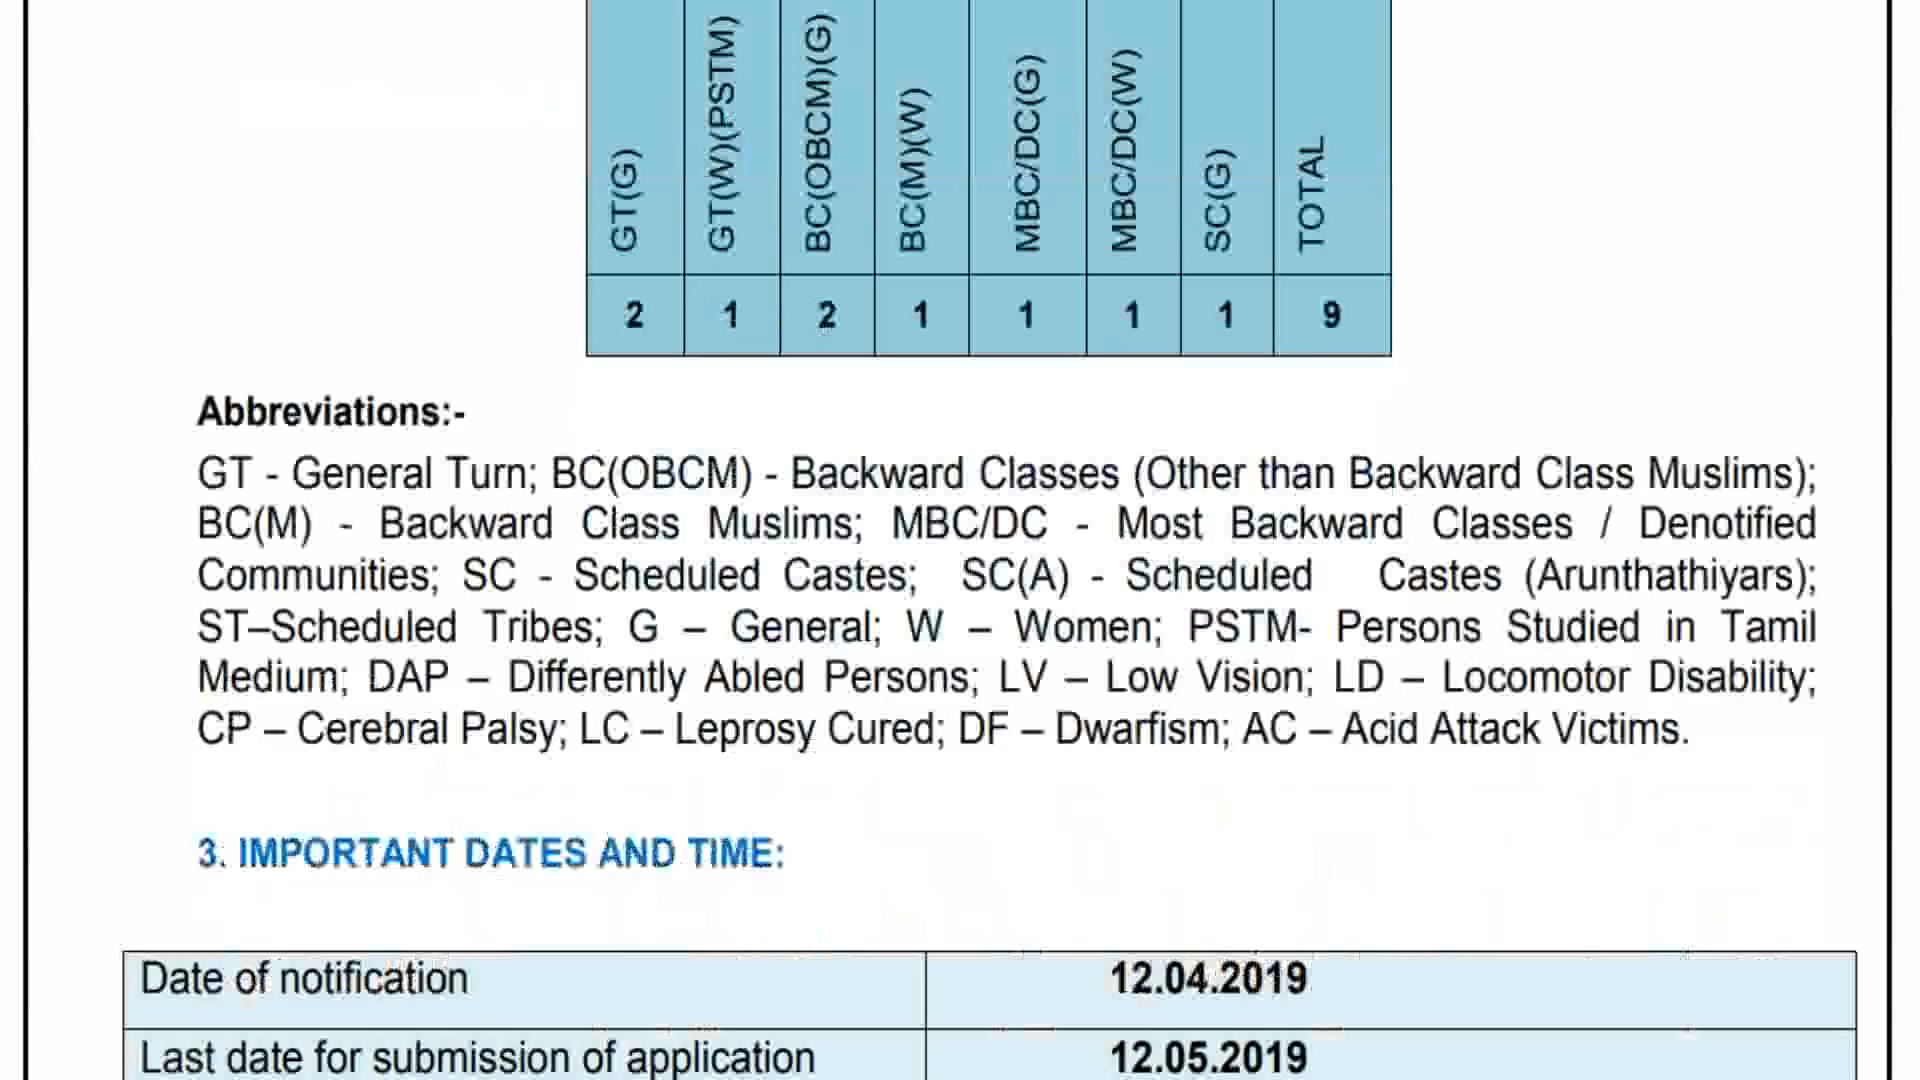 GT(G) GT(W)(PSTM) BC(OBCM)(G) BC(M)(W) MBC/DC(G) MBC/DC(W) SC(G) TOTAL
2 1 2 1 1 1 1 9
Abbreviations:-
GT - General Turn; BC(OBCM) - Backward Classes (Other than Backward Class Muslims);
BC(M) - Backward Class Muslims; MBC/DC - Most Backward Classes / Denotified
Communities; SC - Scheduled Castes; SC(A) - Scheduled Castes (Arunthathiyars);
ST–Scheduled Tribes; G – General; W – Women; PSTM- Persons Studied in Tamil
Medium; DAP – Differently Abled Persons; LV – Low Vision; LD – Locomotor Disability;
CP – Cerebral Palsy; LC – Leprosy Cured; DF – Dwarfism; AC – Acid Attack Victims.
3. IMPORTANT DATES AND TIME:
Date of notification 12.04.2019
Last date for submission of application 12.05.2019